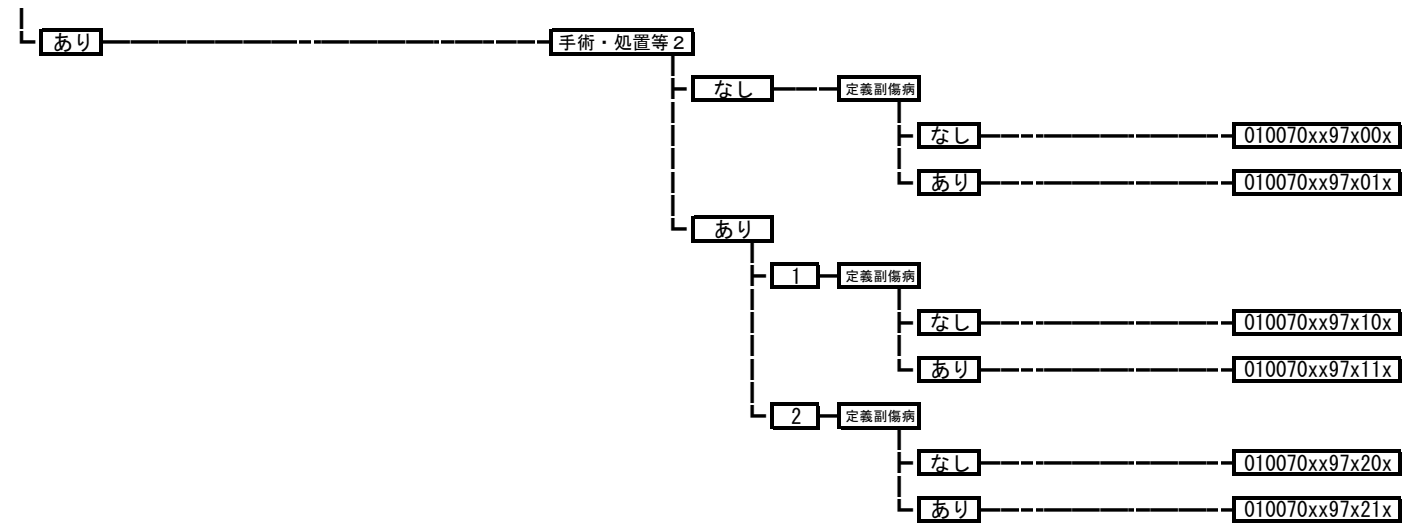 あり 手術・処置等２
なし 定義副傷病
なし 010070xx97x00x
あり 010070xx97x01x
あり
1 定義副傷病
なし 010070xx97x10x
あり 010070xx97x11x
2 定義副傷病
なし 010070xx97x20x
あり 010070xx97x21x